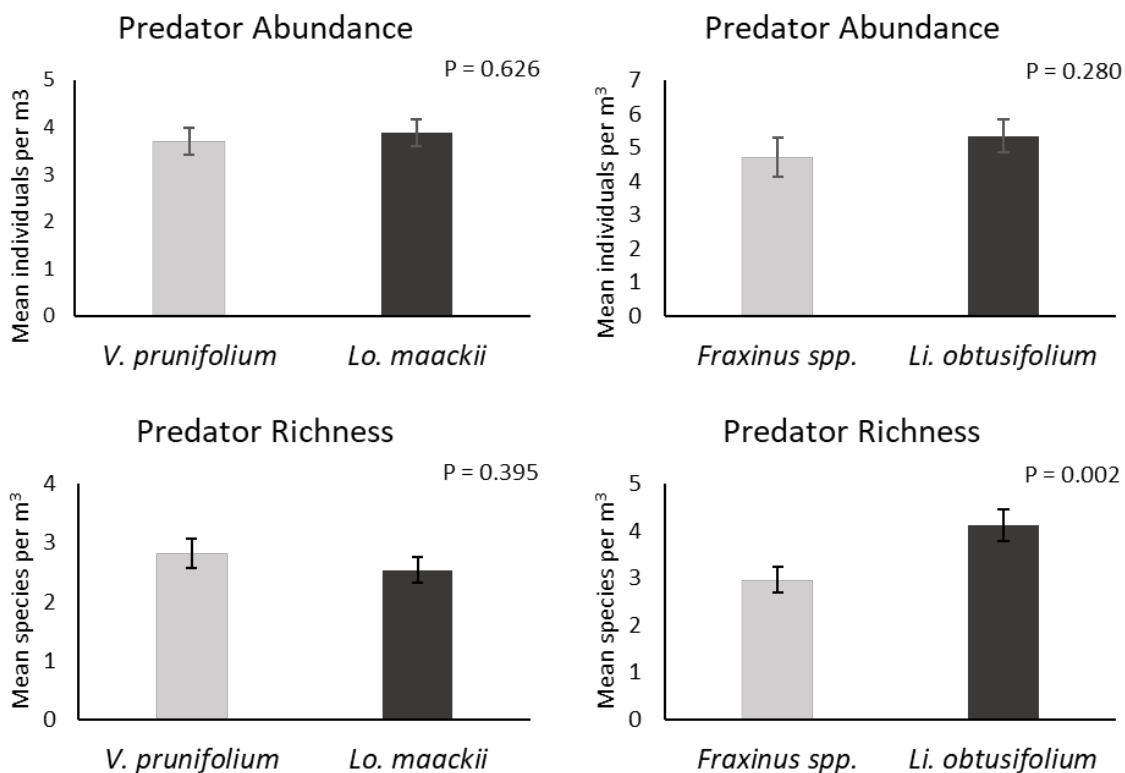 Predator Abundance
P = 0.626
Mean individuals per m3
5
4
3
2
1
0
V. prunifolium
Lo. maackii
Predator Abundance
P = 0.280
Mean individuals per m³
7
6
5
4
3
2
1
0
Fraxinus spp.
Li. obtusifolium
Predator Richness
P = 0.395
Mean species per m³
4
3
2
1
0
V. prunifolium
Lo. maackii
Predator Richness
P = 0.002
Mean species per m³
5
4
3
2
1
0
Fraxinus spp.
Li. obtusifolium